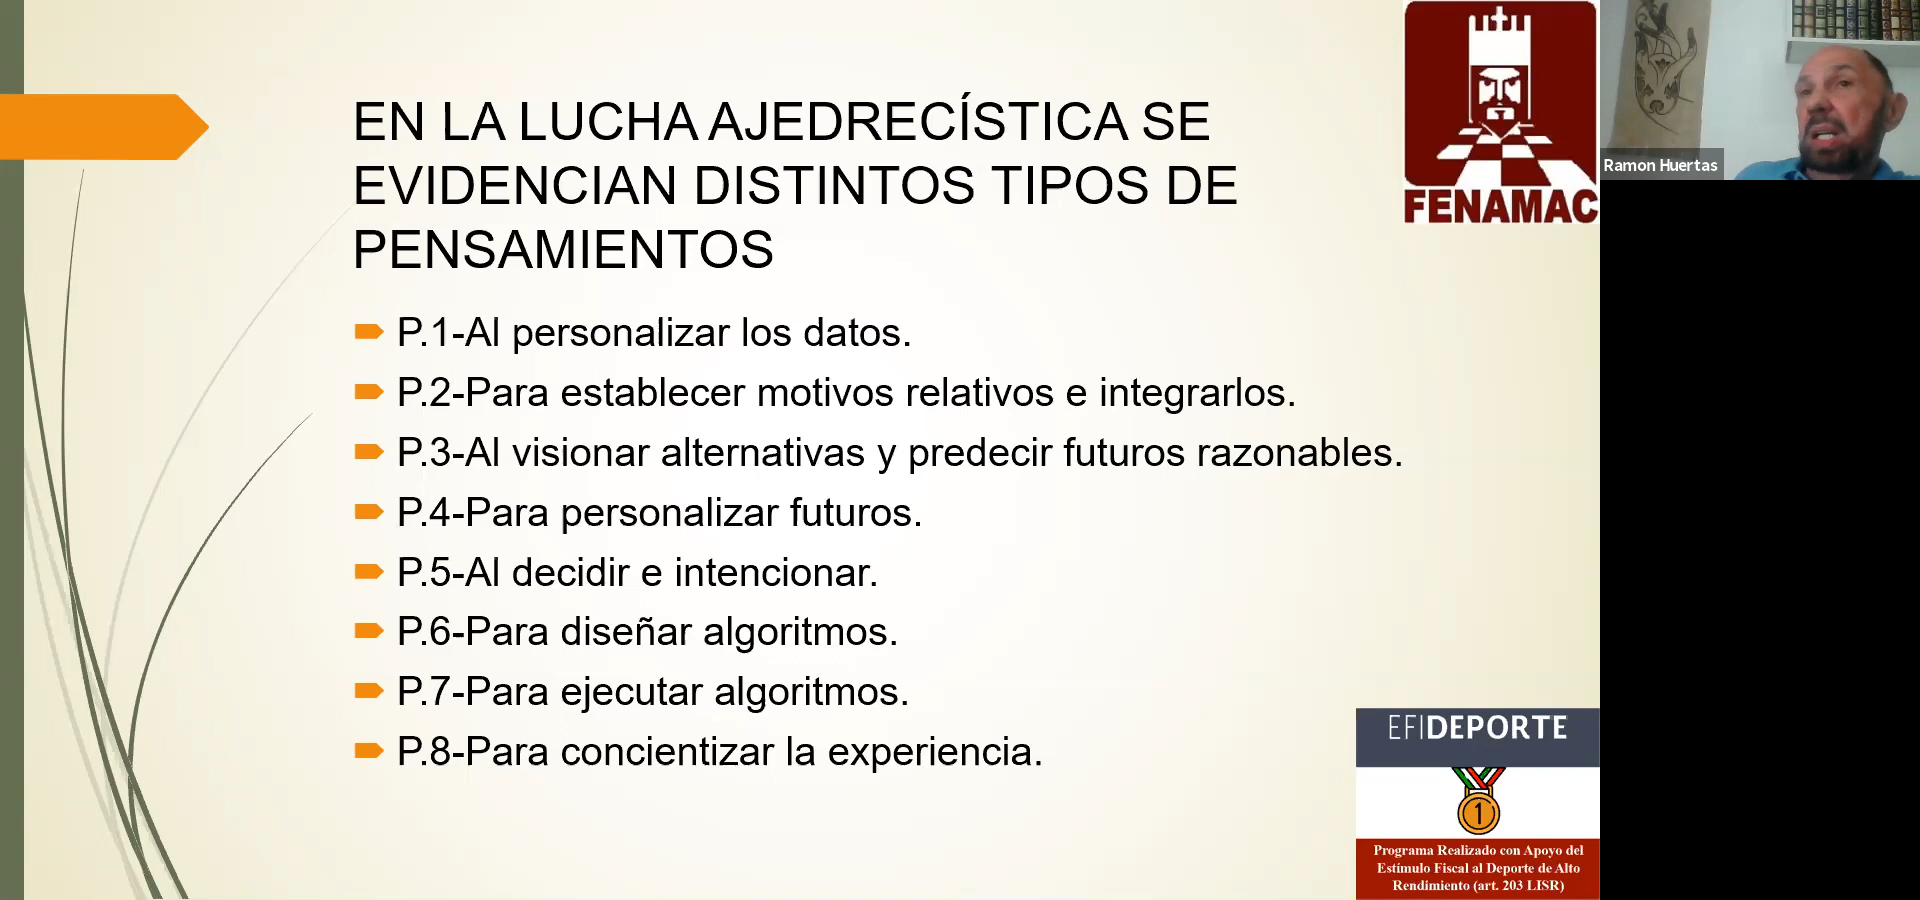 EN LA LUCHA AJEDRECÍSTICA SE
EVIDENCIAN DISTINTOS TIPOS DE
PENSAMIENTOS
P.1-Al personalizar los datos.
P.2-Para establecer motivos relativos e integrarlos.
P.3-Al visionar alternativas y predecir futuros razonables.
P.4-Para personalizar futuros.
P.5-Al decidir e intencionar.
P.6-Para diseñar algoritmos.
P.7-Para ejecutar algoritmos.
P.8-Para concientizar la experiencia.
FENAMAC
Ramon Huertas
EFIDEPORTE
1
Programa Realizado con Apoyo del
Estímulo Fiscal al Deporte de Alto
Rendimiento (art. 203 LISR)